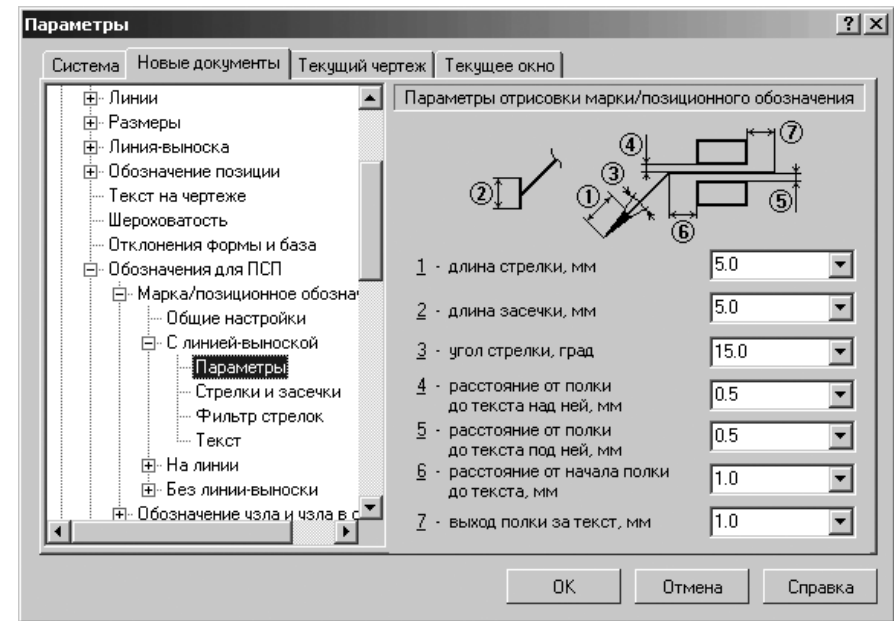 Параметры
Система Новые документы Текущий чертеж Текущее окно
Линии
Размеры
Линия-выноска
Обозначение позиции
Текст на чертеже
Шероховатость
Отклонения формы и база
Обозначения для ПСП
Марка/позиционное обозна
Общие настройки
С линией-выноской
Параметры
Стрелки и засечки
Фильтр стрелок
Текст
На линии
Без линии-выноски
Обозначение узла и узла в с
Параметры отрисовки марки/позиционного обозначения
4 7
2 1 3 5
6
1 - длина стрелки, мм 5.0
2 - длина засечки, мм 5.0
3 - угол стрелки, град 15.0
4 - расстояние от полки
до текста над ней, мм 0.5
5 - расстояние от полки
до текста под ней, мм 0.5
6 - расстояние от начала полки
до текста, мм 1.0
7 - выход полки за текст, мм 1.0
OK Отмена Справка